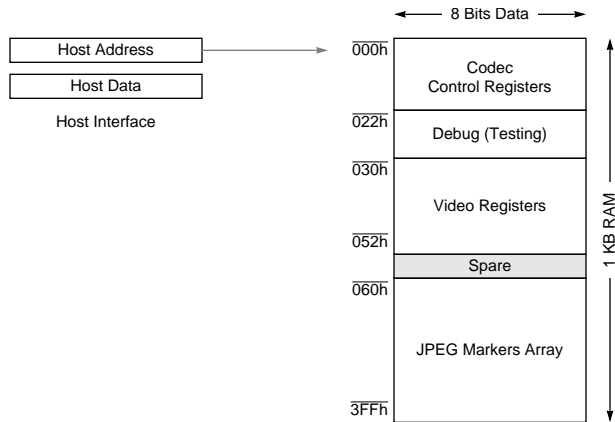 8 Bits Data
Host Address
000h
Codec
Control Registers
Host Data
Host Interface
022h
Debug (Testing)
030h
Video Registers
052h
Spare
060h
JPEG Markers Array
3FFh
1 KB RAM